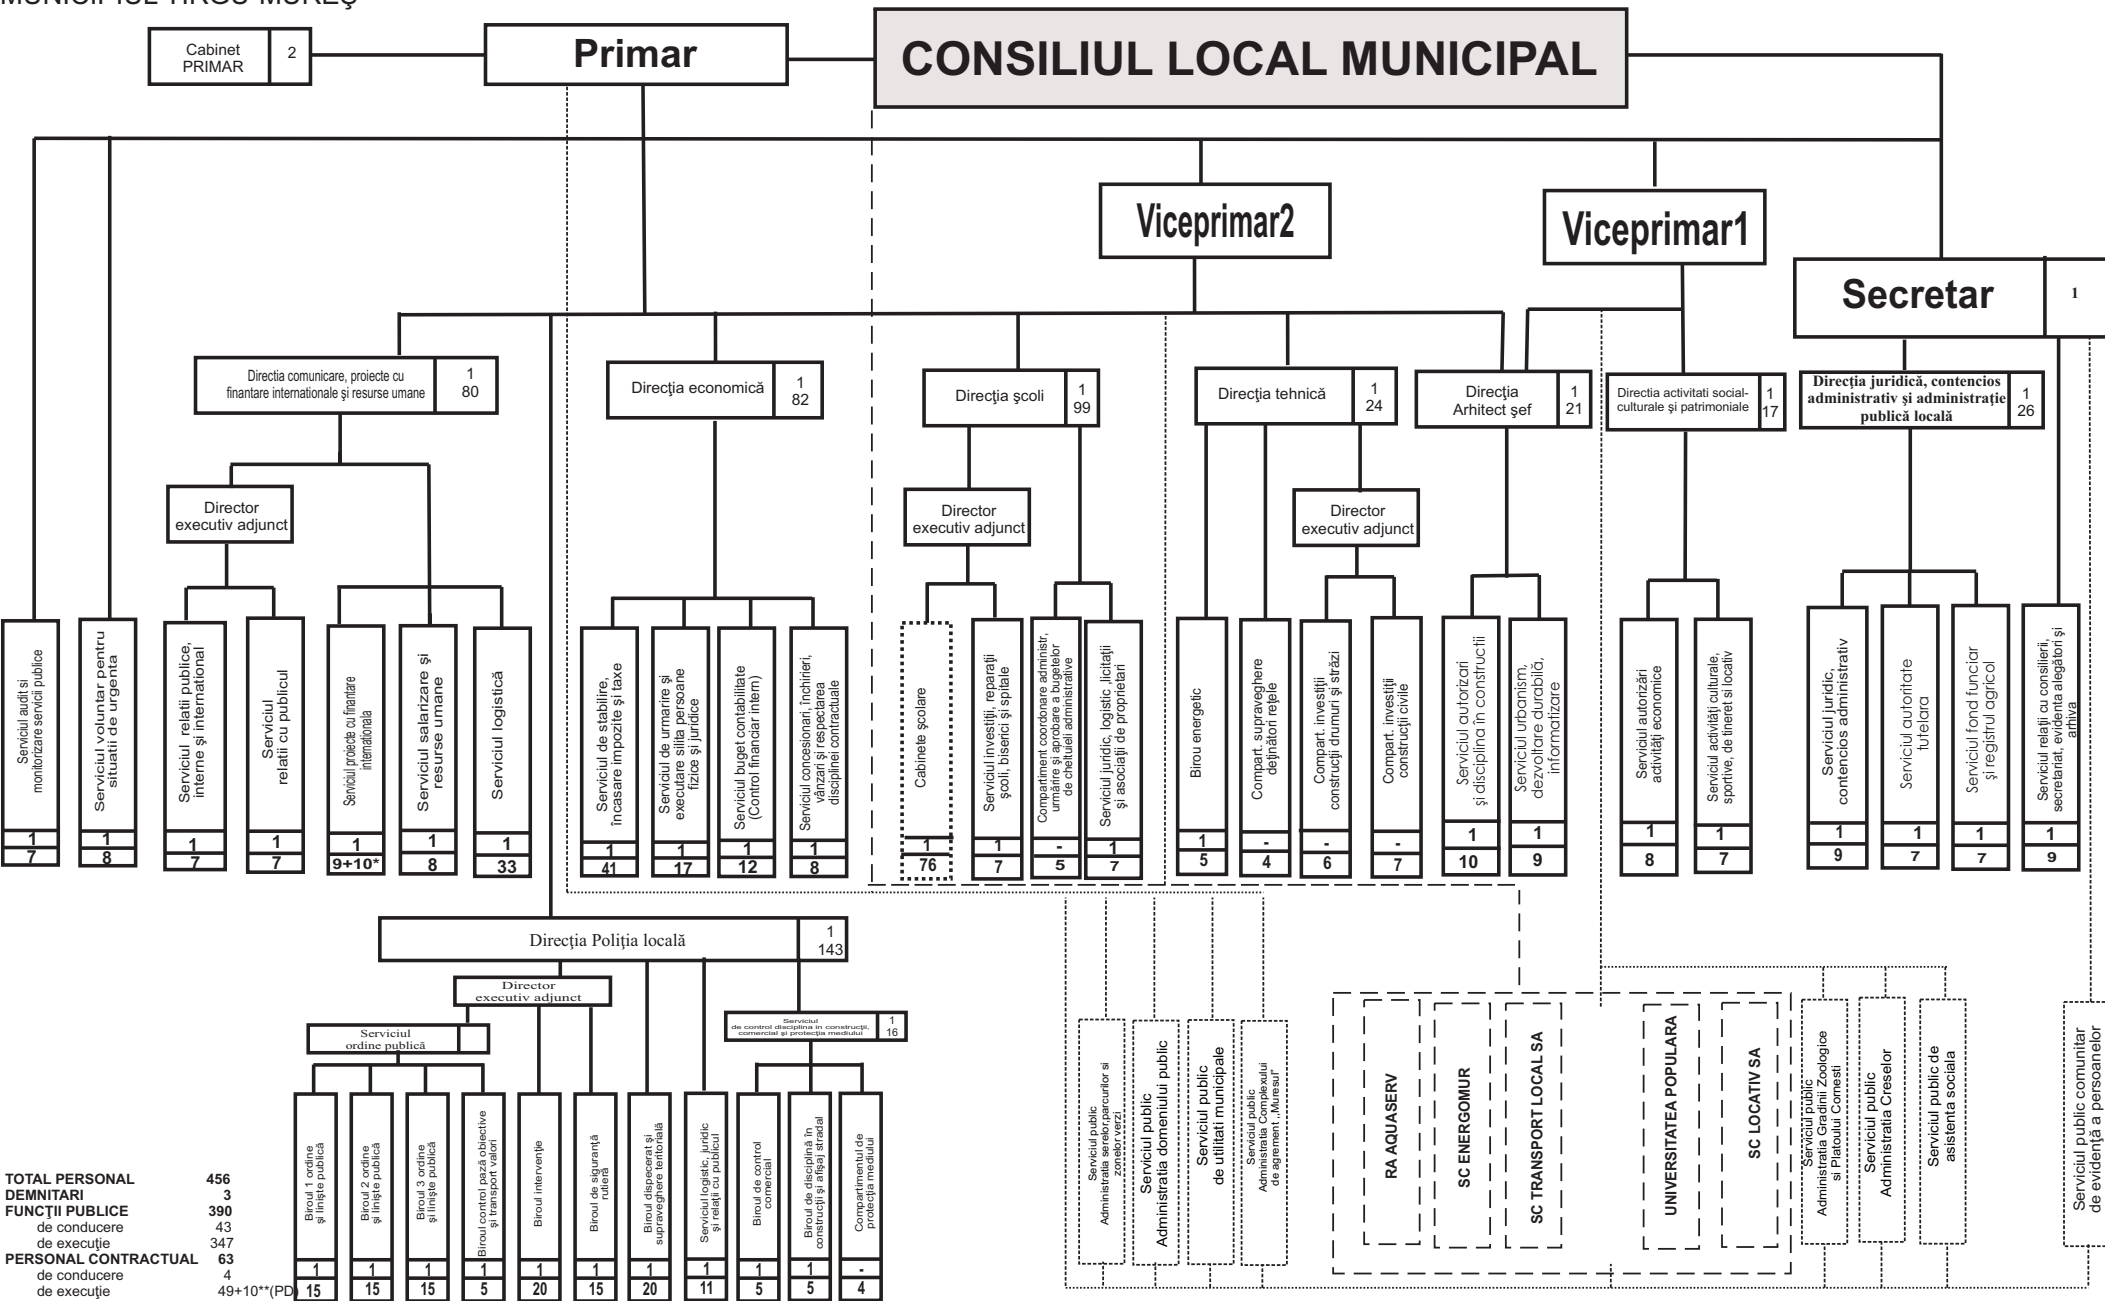 MUNICIPIUL TIRGU MUREŞ
Cabinet
PRIMAR
2
Primar
CONSILIUL LOCAL MUNICIPAL
Viceprimar2
Viceprimar1
Secretar
1
Directia comunicare, proiecte cu
finantare internationale și resurse umane
1
80
Direcţia economică
1
82
Direcţia şcoli
1
99
Direcţia tehnică
1
24
Direcţia
Arhitect şef
1
21
Directia activitati social-
culturale şi patrimoniale
1
17
Direcţia juridică, contencios
administrativ şi administraţie
publică locală
1
26
Director
executiv adjunct
Director
executiv adjunct
Director
executiv adjunct
Serviciul audit si
monitorizare servicii publice
1
7
Serviciul voluntar pentru
situatii de urgenta
1
8
Serviciul relatii publice,
interne şi international
1
7
Serviciul
relatii cu publicul
1
7
Serviciul proiecte cu finantare
internationala
1
9+10*
Serviciul salarizare şi
resurse umane
1
8
Serviciul logistică
1
33
Serviciul de stabilire,
încasare impozite şi taxe
1
41
Serviciul de urmarire şi
executare silita persoane
fizice şi juridice
1
17
Serviciul buget contabilitate
(Control financiar intern)
1
12
Serviciul concesionari, închirieri,
vânzari şi respectarea
disciplinei contractuale
1
8
Cabinete şcolare
1
76
Serviciul investiţii, reparaţii
şcoli, biserici şi spitale
1
7
Compartiment coordonare administr,
urmărire şi aprobare a bugetelor
de cheltuieli administrative
-
5
Serviciul juridic, logistic ,licitaţii
şi asociaţi de proprietari
1
7
Birou energetic
1
5
Compart. supraveghere
deţinători reţele
-
4
Compart. investiţii
construcţii drumuri şi străzi
-
6
Compart. investiţii
construcţii civile
-
7
Serviciul autorizari
şi disciplina în constructii
1
10
Serviciul urbanism,
dezvoltare durabilă,
informatizare
1
9
Serviciul autorizări
activităţi economice
1
8
Serviciul activităţi culturale,
sportive, de tineret si locativ
1
7
Serviciul juridic,
contencios administrativ
1
9
Serviciul autoritate
tutelara
1
7
Serviciul fond funciar
şi registrul agricol
1
7
Serviciul relaţii cu consilierii,
secretariat, evidenta alegători şi
arhiva
1
9
Direcţia Poliţia locală
1
143
Director
executiv adjunct
Serviciul
ordine publică
Serviciul
de control disciplina in construcţii,
comercial şi protecţia mediului
1
16
Biroul 1 ordine
şi linişte publică
1
15
Biroul 2 ordine
şi linişte publică
1
15
Biroul 3 ordine
şi linişte publică
1
15
Biroul control pază obiective
şi transport valori
1
5
Biroul intervenţie
1
20
Biroul de siguranţă
rutieră
1
15
Biroul dispecerat şi
supraveghere teritorială
1
20
Serviciul logistic, juridic
şi relaţii cu publicul
1
11
Biroul de control
comercial
1
5
Biroul de disciplină în
construcţii şi afişaj stradal
1
5
Compartimentul de
protecţia mediului
-
4
Serviciul public
Administratia serelor,parcurilor si
zonelor verzi
Serviciul public
Administratia domeniului public
Serviciul public
de utilitati municipale
Serviciul public
Administratia Complexului
de agrement ,,Muresul"
RA AQUASERV
SC ENERGOMUR
SC TRANSPORT LOCAL SA
UNIVERSITATEA POPULARA
SC LOCATIV SA
Serviciul public
Administratia Gradinii Zoologice
si Platoului Cornesti
Serviciul public
Administratia Creselor
Serviciul public de
asistenta sociala
Serviciul public comunitar
de evidenţă a persoanelor
TOTAL PERSONAL 456
DEMNITARI 3
FUNCŢII PUBLICE 390
de conducere 43
de execuţie 347
PERSONAL CONTRACTUAL 63
de conducere 4
de execuţie 49+10**(PD)